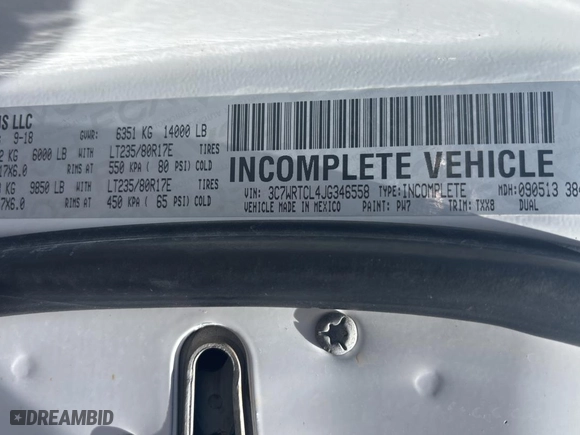 US LLC
9-18 GVWR: 6351 KG 14000 LB
KG 6000 LB WITH LT235/80R17E TIRES
17X6.0 RIMS AT 550 KPA ( 80 PSI) COLD
KG 9850 LB WITH LT235/80R17E TIRES
7X6.0 RIMS AT 450 KPA ( 65 PSI) COLD
INCOMPLETE VEHICLE
VIN: 3C7WRTCL4JG346558 TYPE: INCOMPLETE MDH: 090513 384
VEHICLE MADE IN MEXICO PAINT: PW7 TRIM: TXX8 DUAL
DREAMBID